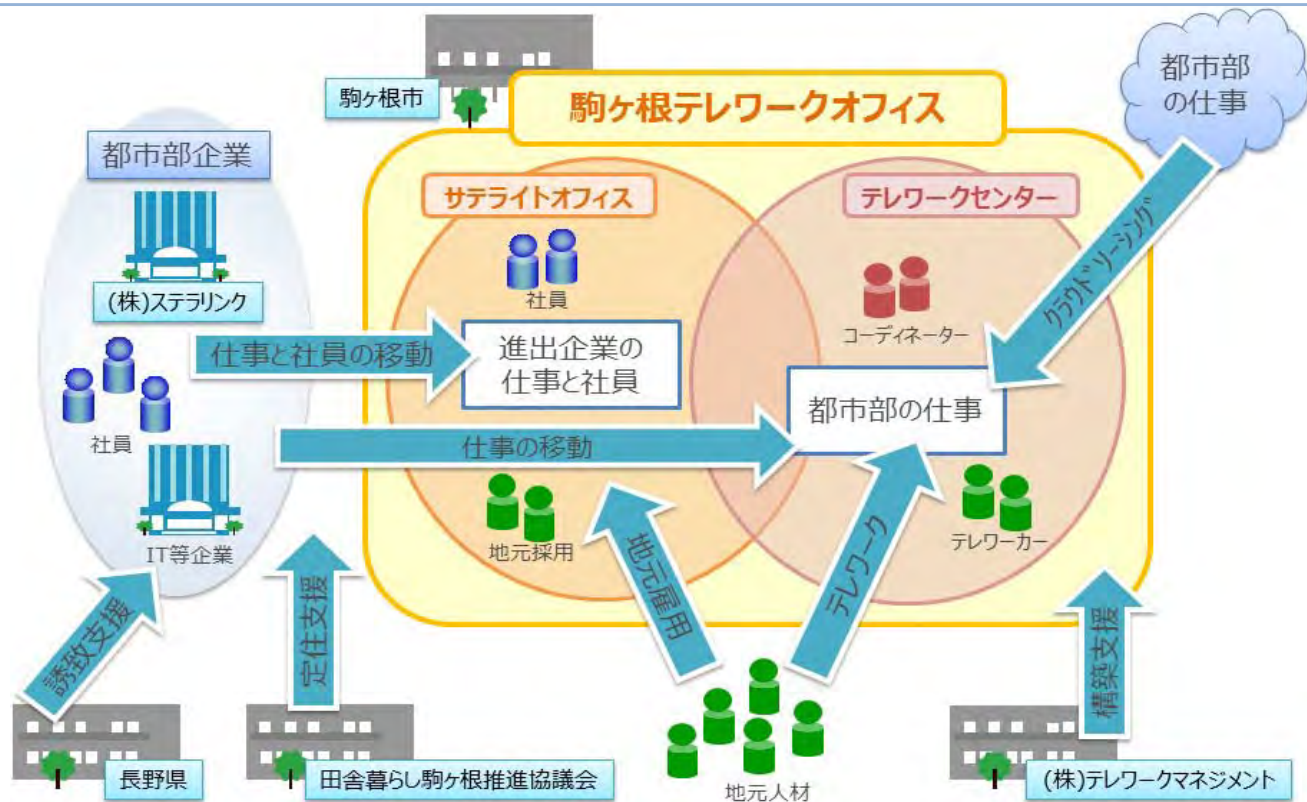 駒ヶ根市
駒ヶ根テレワークオフィス
都市部
の仕事
都市部企業
(株)ステラリンク
社員
IT等企業
サテライトオフィス
社員
進出企業の
仕事と社員
地元採用
テレワークセンター
コーディネーター
都市部の仕事
テレワーカー
仕事と社員の移動
仕事の移動
クラウドソーシング
誘致支援
定住支援
地元雇用
テレワーク
構築支援
長野県
田舎暮らし駒ヶ根推進協議会
地元人材
(株)テレワークマネジメント